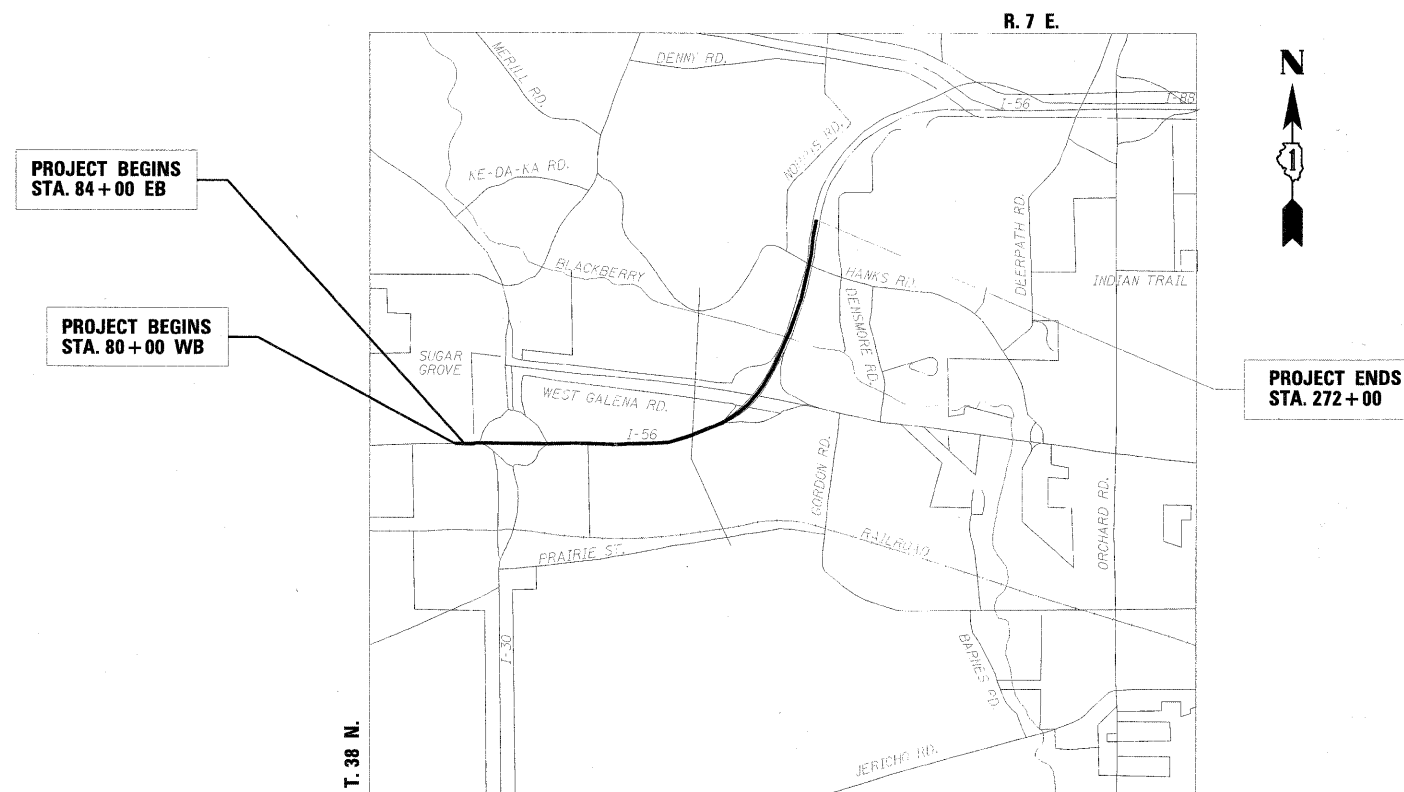 R. 7 E.
N
1
MERILL RD.
DENNY RD.
I-56
I-88
NORRIS RD.
PROJECT BEGINS
STA. 84+00 EB
KE-DA-KA RD.
DEERPATH RD.
BLACKBERRY
HANKS RD.
INDIAN TRAIL
DENSMORE RD.
PROJECT BEGINS
STA. 80+00 WB
SUGAR
GROVE
PROJECT ENDS
STA. 272+00
WEST GALENA RD.
I-56
GORDON RD.
ORCHARD RD.
PRAIRIE ST.
RAILROAD
I-30
BARNES RD.
T. 38 N.
JERICHO RD.